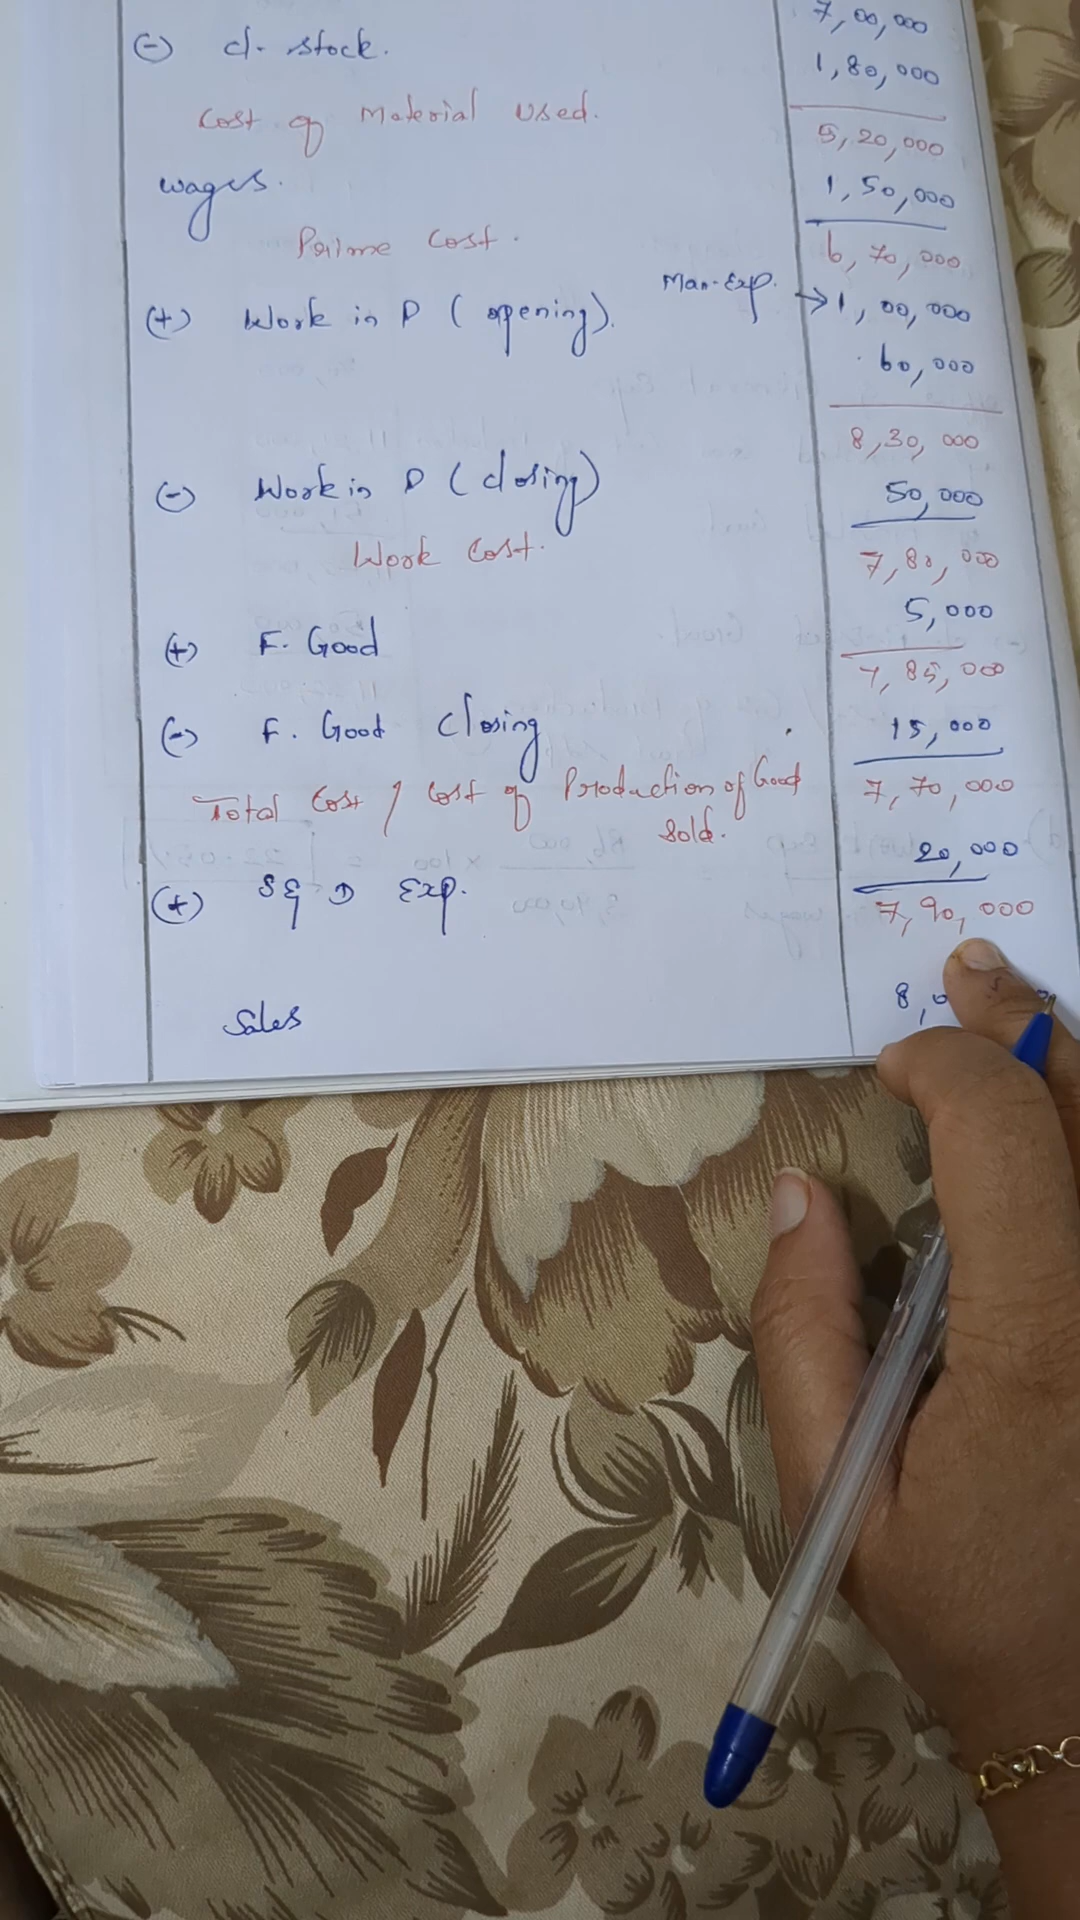 7,00,000
(-) cl. stock. 1,80,000
Cost of Material Used. 5,20,000
wages. 1,50,000
Prime Cost. 6,70,000
Man. Exp. → 1,00,000
(+) Work in P (opening). 60,000
8,30,000
(-) Work in P (closing) 50,000
Work Cost. 7,80,000
(+) F. Good 5,000
7,85,000
(-) F. Good Closing 15,000
Total Cost / Cost of Production of Good 7,70,000
Sold.
(+) S & D Exp. 20,000
7,90,000
Sales 8,0